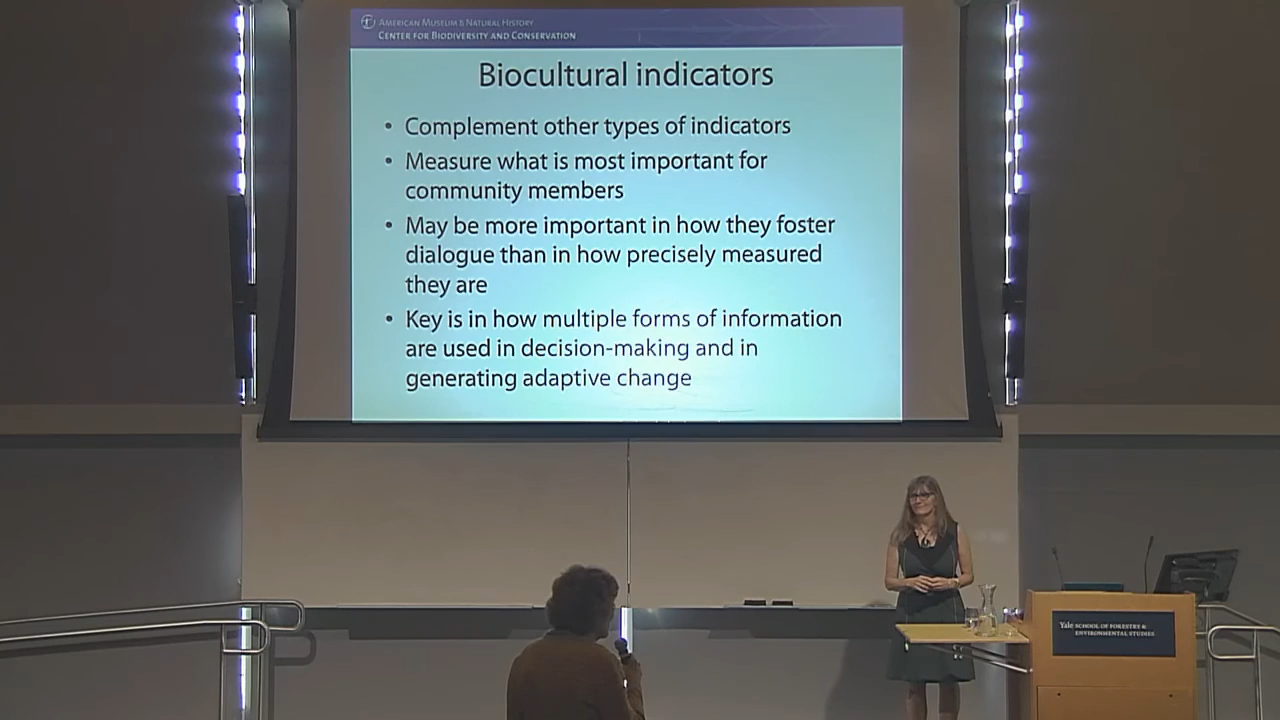 AMERICAN MUSEUM & NATURAL HISTORY
CENTER FOR BIODIVERSITY AND CONSERVATION
Biocultural indicators
• Complement other types of indicators
• Measure what is most important for
community members
• May be more important in how they foster
dialogue than in how precisely measured
they are
• Key is in how multiple forms of information
are used in decision-making and in
generating adaptive change
Yale SCHOOL OF FORESTRY &
ENVIRONMENTAL STUDIES